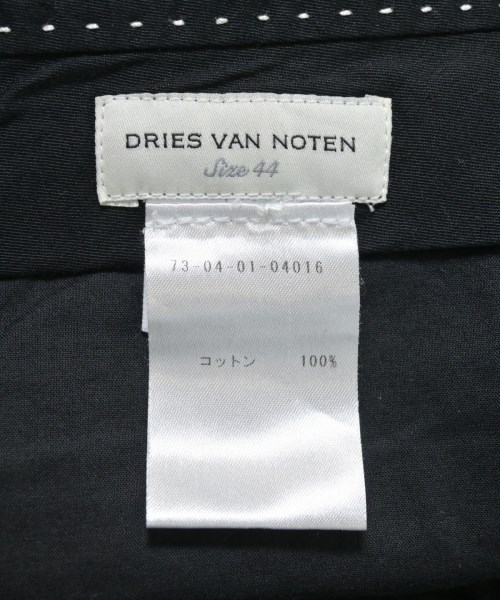 DRIES VAN NOTEN
Size 44
73-04-01-04016
コットン 100%